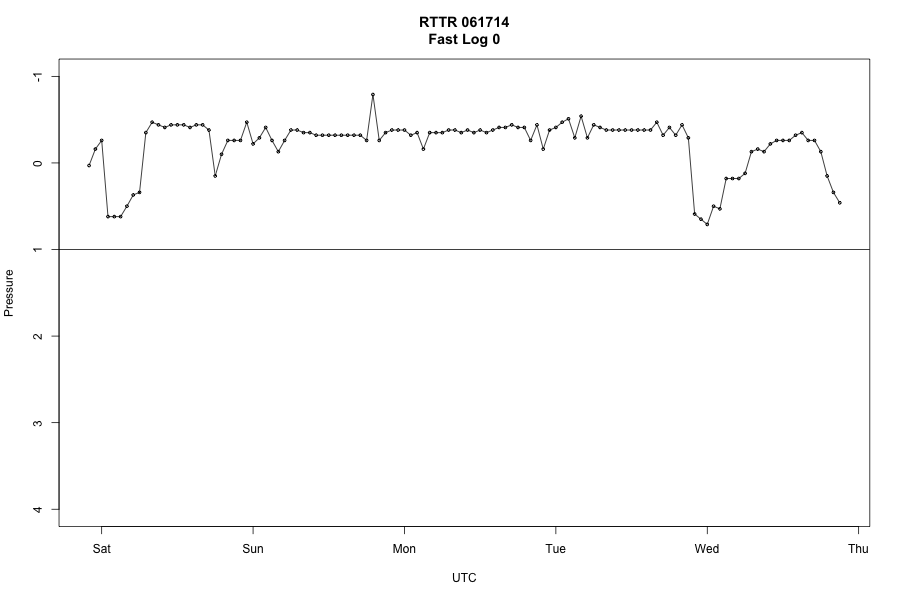 RTTR 061714
Fast Log 0
-1
0
1
2
3
4
Pressure
Sat Sun Mon Tue Wed Thu
UTC